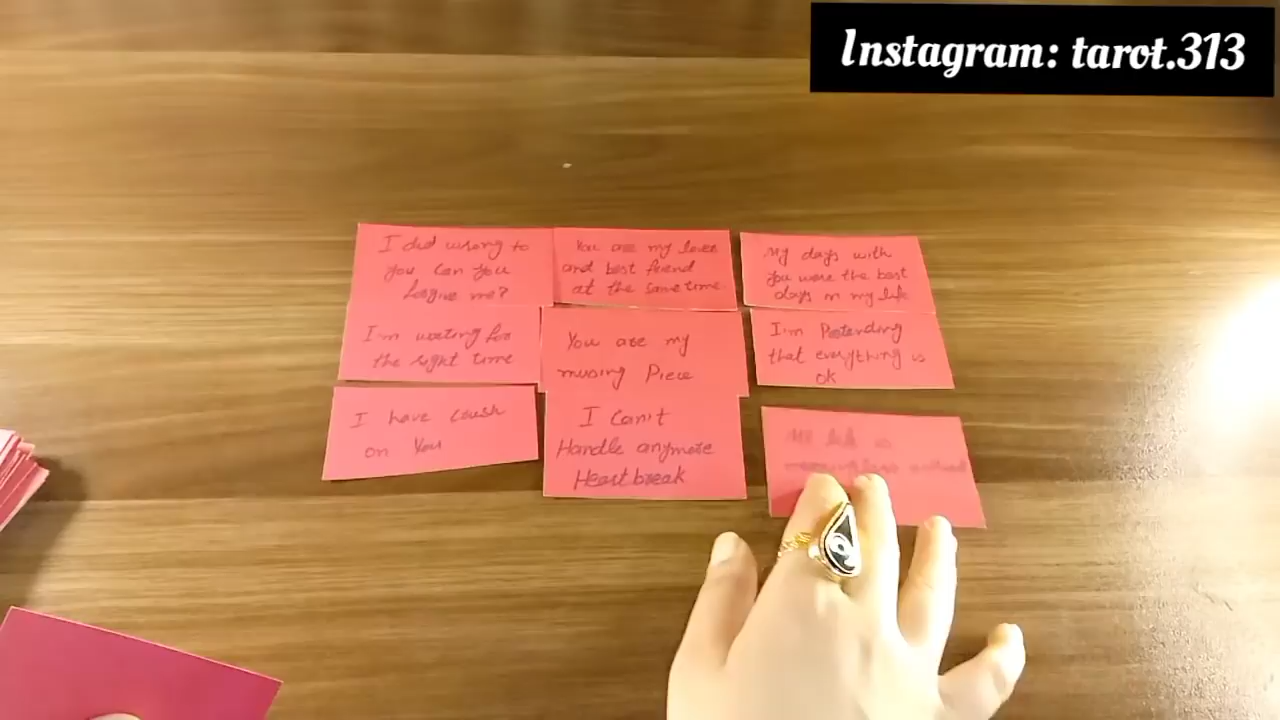 Instagram: tarot.313
I did wrong to
you can you
forgive me?
You are my lover
and best friend
at the same time
My days with
you were the best
days in my life
I'm waiting for
the right time
You are my
missing Piece
I'm Pretending
that everything is
ok
I have crush
on You
I Can't
Handle anymore
Heartbreak
is